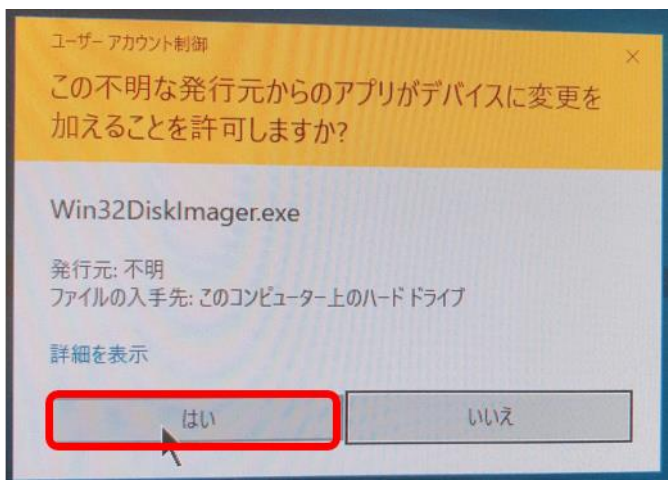 ユーザー アカウント制御
×
この不明な発行元からのアプリがデバイスに変更を
加えることを許可しますか?
Win32DiskImager.exe
発行元: 不明
ファイルの入手先: このコンピューター上のハード ドライブ
詳細を表示
はい
いいえ